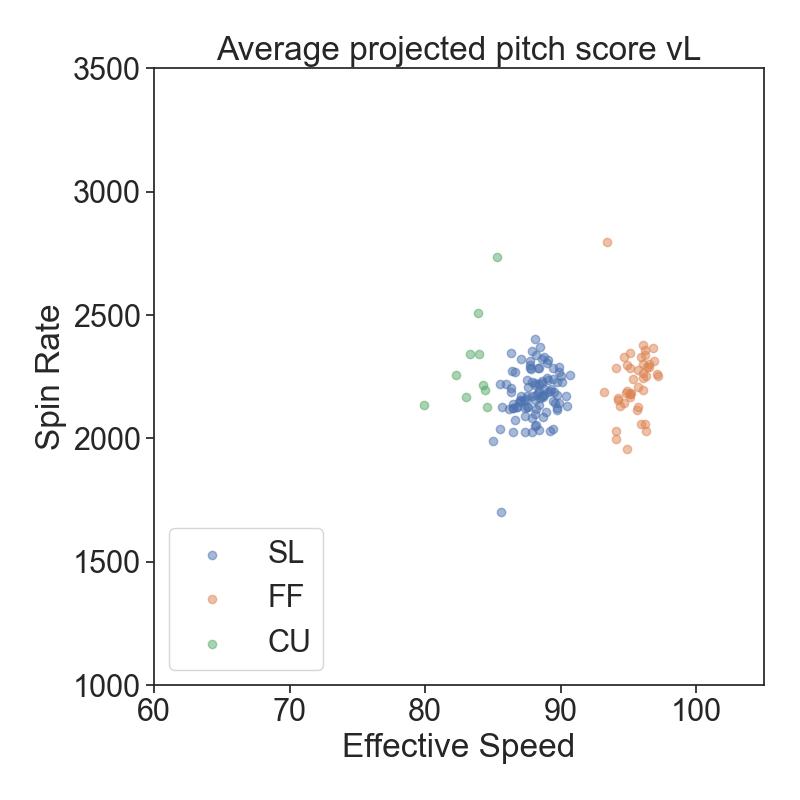 Average projected pitch score vL
3500
3000
2500
2000
1500
1000
Spin Rate
SL
FF
CU
60 70 80 90 100
Effective Speed